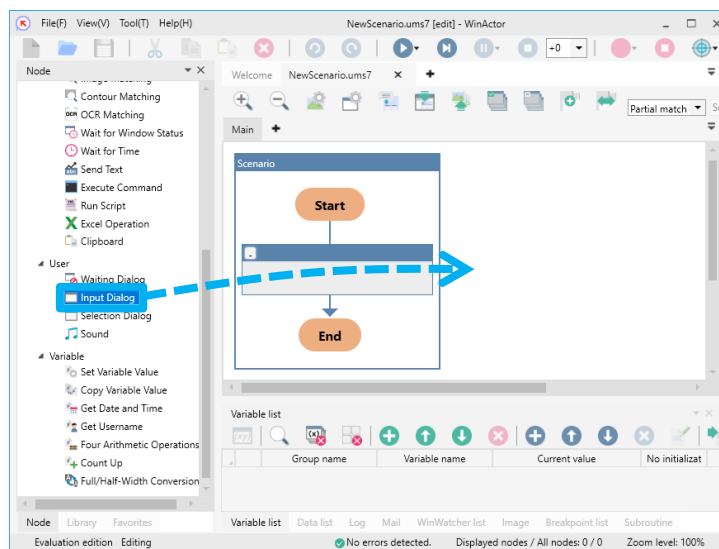 File(F) View(V) Tool(T) Help(H) NewScenario.ums7 [edit] - WinActor
+0
Node
Welcome NewScenario.ums7
Contour Matching
OCR Matching
Wait for Window Status
Wait for Time
Send Text
Execute Command
Run Script
Excel Operation
Clipboard
User
Waiting Dialog
Input Dialog
Selection Dialog
Sound
Variable
Set Variable Value
Copy Variable Value
Get Date and Time
Get Username
Four Arithmetic Operations
Count Up
Full/Half-Width Conversion
Node Library Favorites
Partial match
Main
Scenario
Start
End
Variable list
Group name Variable name Current value No initializat
Variable list Data list Log Mail WinWatcher list Image Breakpoint list Subroutine
Evaluation edition Editing No errors detected. Displayed nodes / All nodes: 0 / 0 Zoom level: 100%